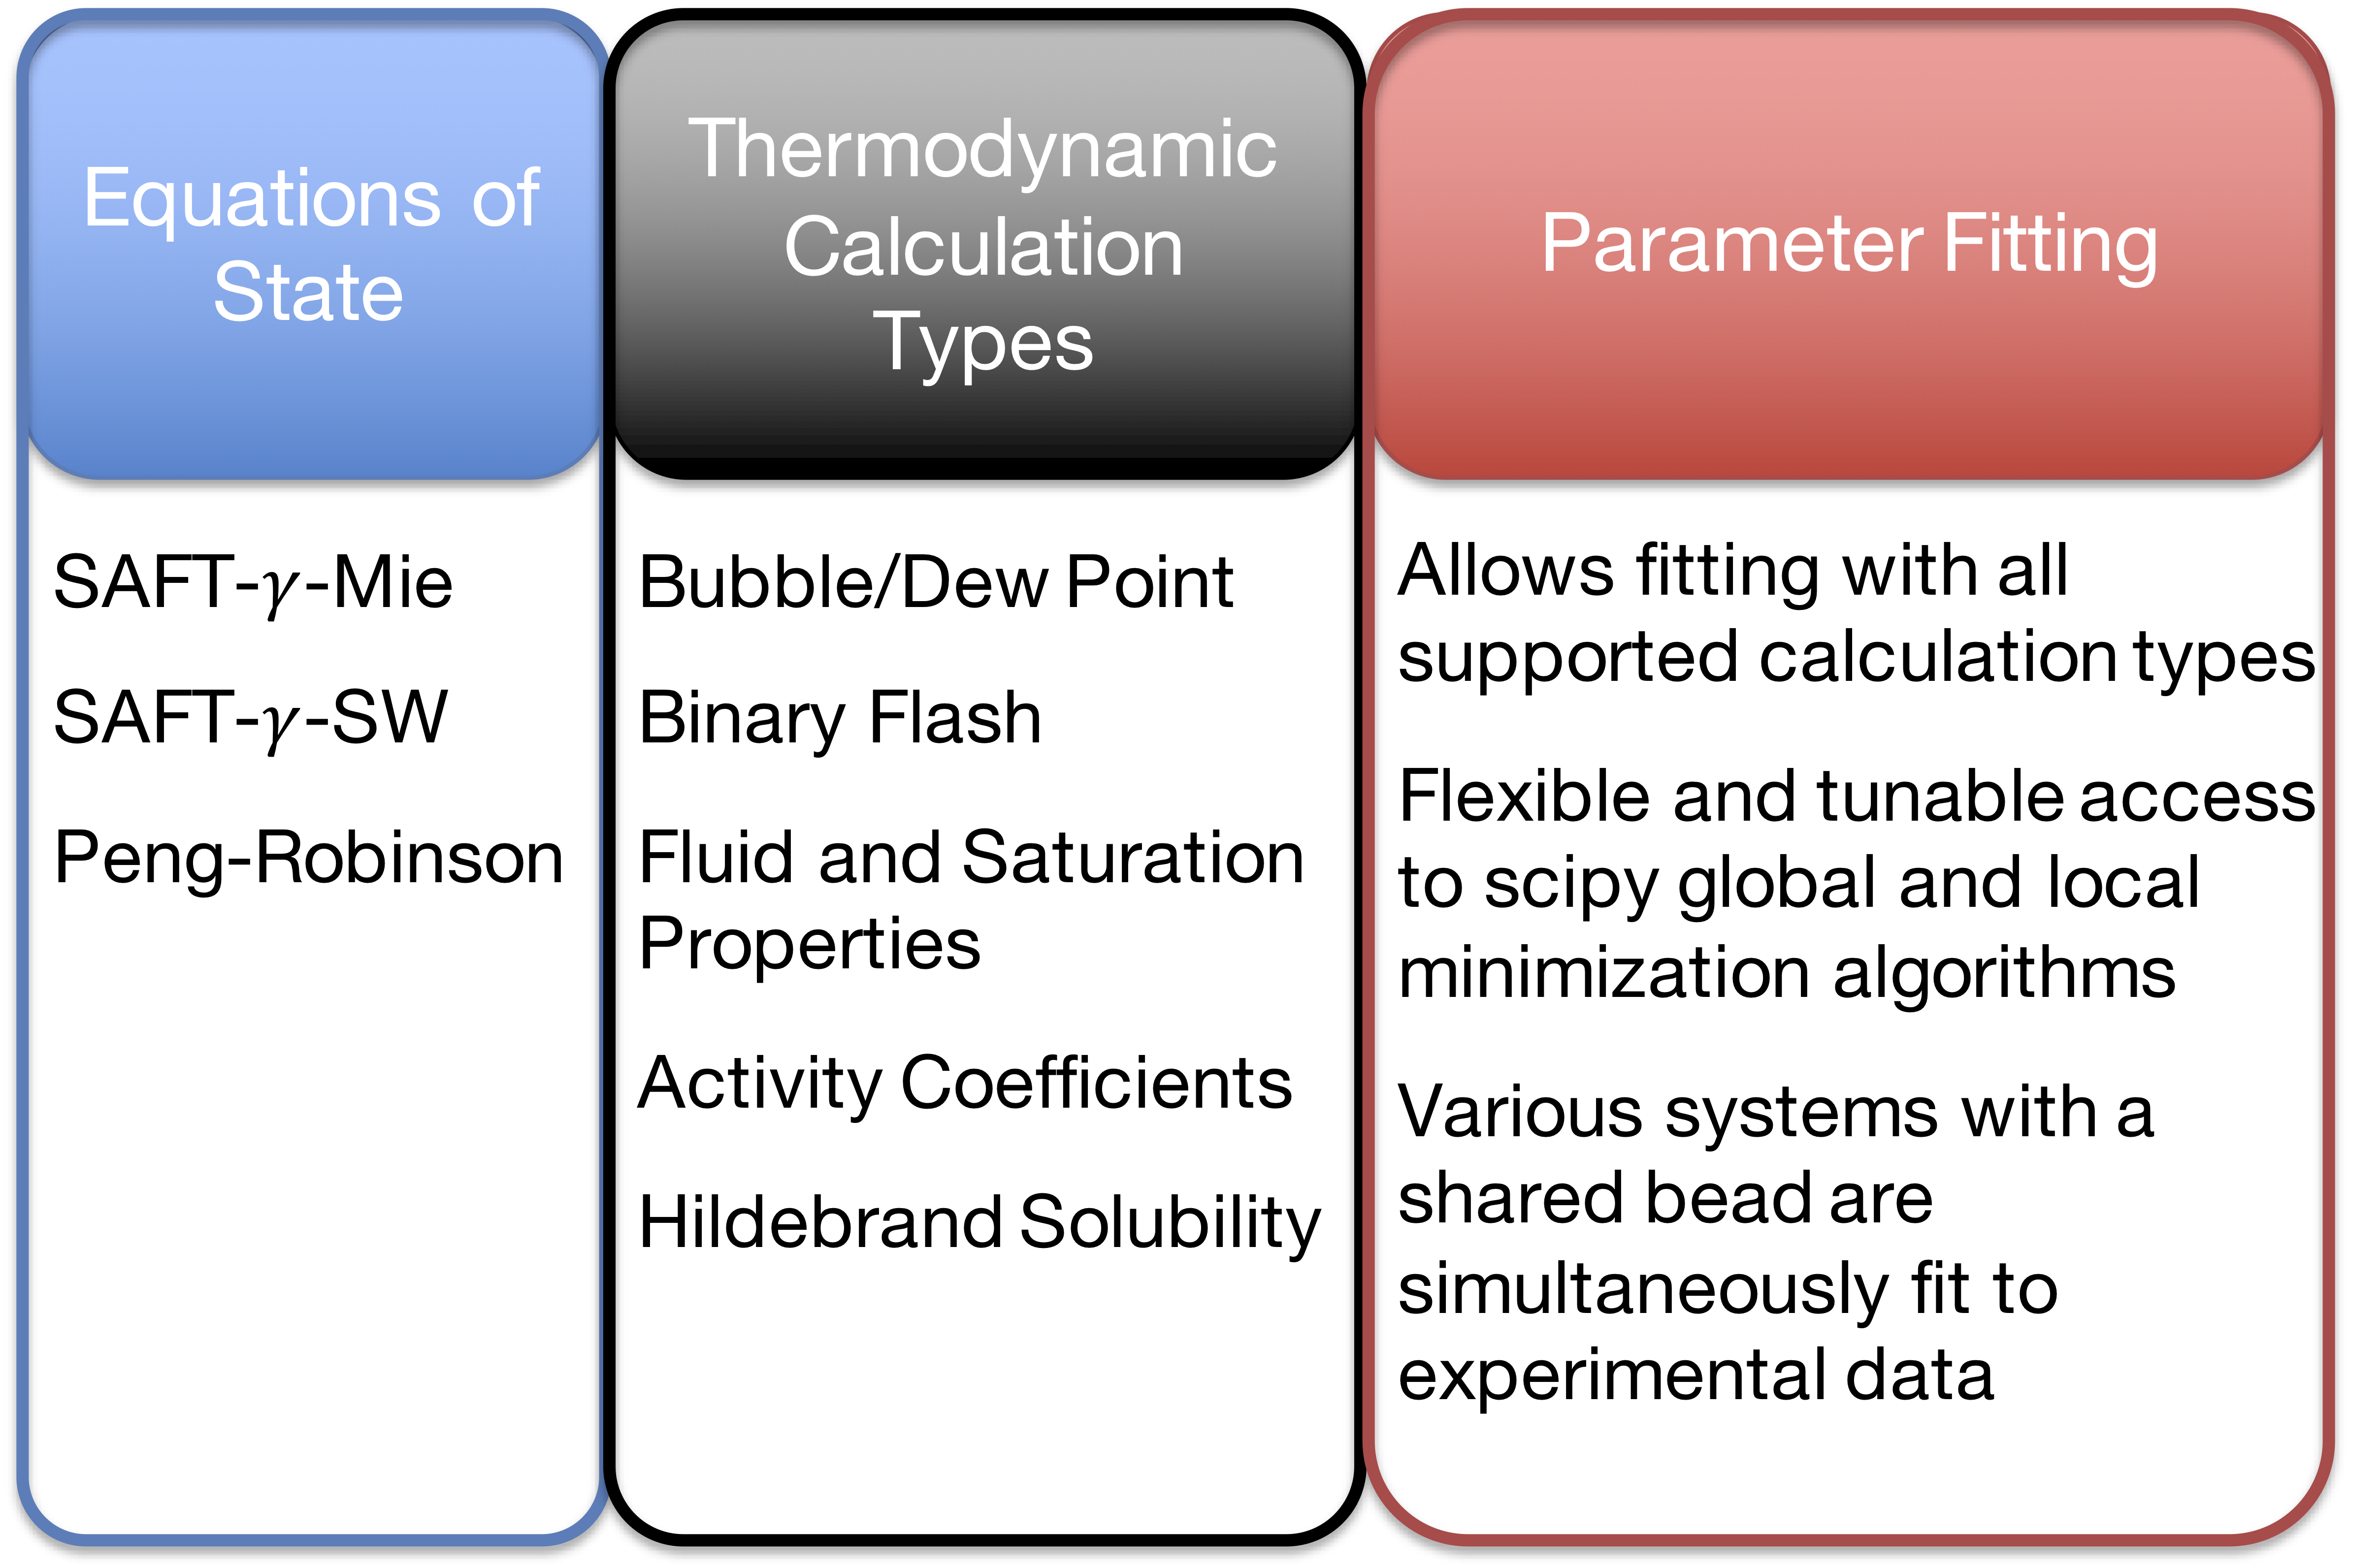 Equations of
State
SAFT-γ-Mie
SAFT-γ-SW
Peng-Robinson
Thermodynamic
Calculation
Types
Bubble/Dew Point
Binary Flash
Fluid and Saturation
Properties
Activity Coefficients
Hildebrand Solubility
Parameter Fitting
Allows fitting with all
supported calculation types
Flexible and tunable access
to scipy global and local
minimization algorithms
Various systems with a
shared bead are
simultaneously fit to
experimental data